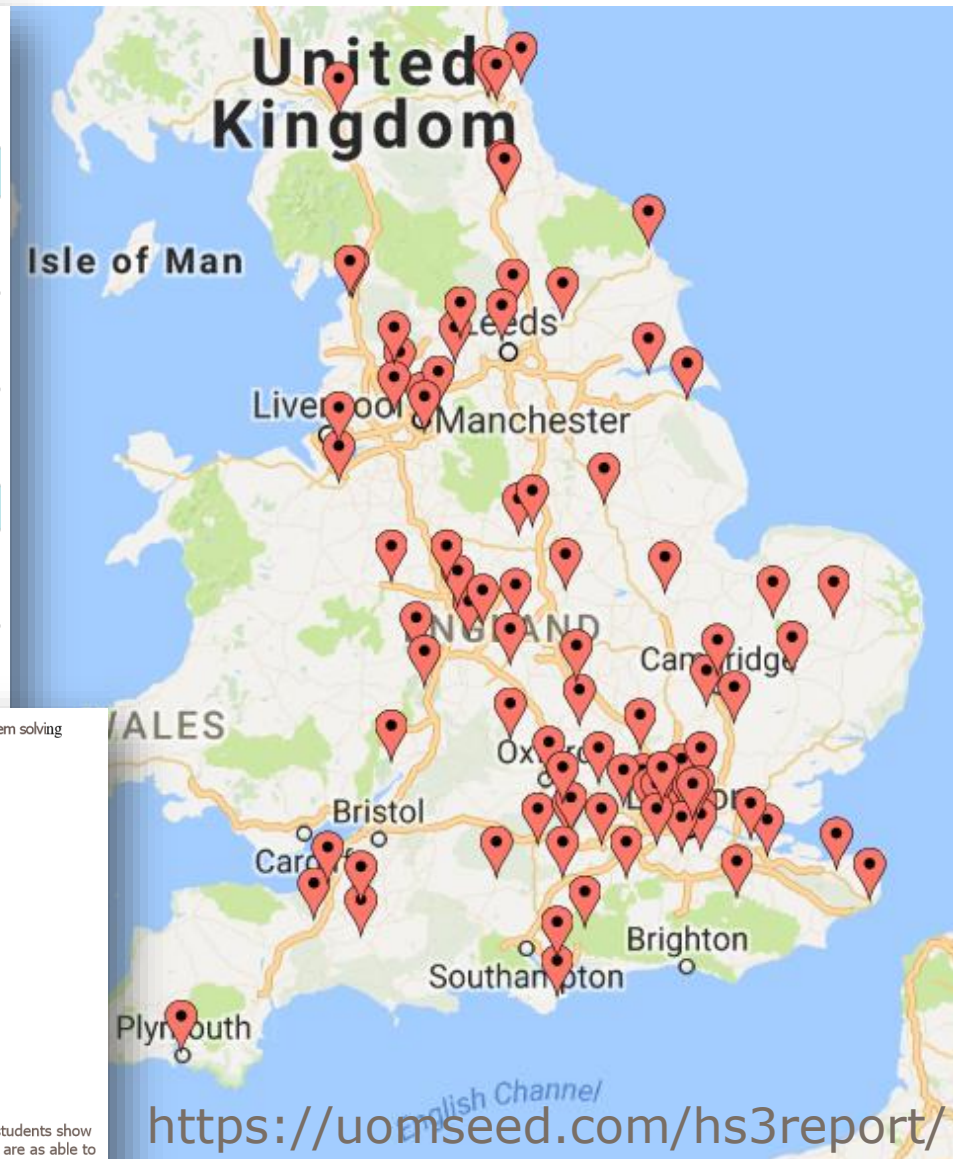 United
Kingdom
Isle of Man
Leeds
Liverpool
Manchester
ENGLAND
Cambridge
WALES
em solving
Oxford
London
Bristol
Cardiff
Brighton
Southampton
Plymouth
English Channel
students show
are as able to
https://uomseed.com/hs3report/